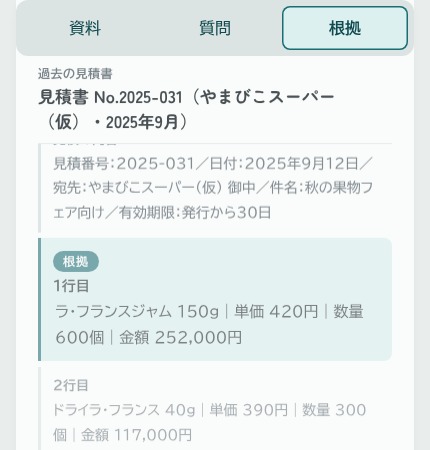 資料
質問
根拠
過去の見積書
見積書 No.2025-031（やまびこスーパー
（仮）・2025年9月）
見積番号：2025-031／日付：2025年9月12日／
宛先：やまびこスーパー（仮） 御中／件名：秋の果物フ
ェア向け／有効期限：発行から30日
根拠
1行目
ラ・フランスジャム 150g｜単価 420円｜数量
600個｜金額 252,000円
2行目
ドライラ・フランス 40g｜単価 390円｜数量 300
個｜金額 117,000円